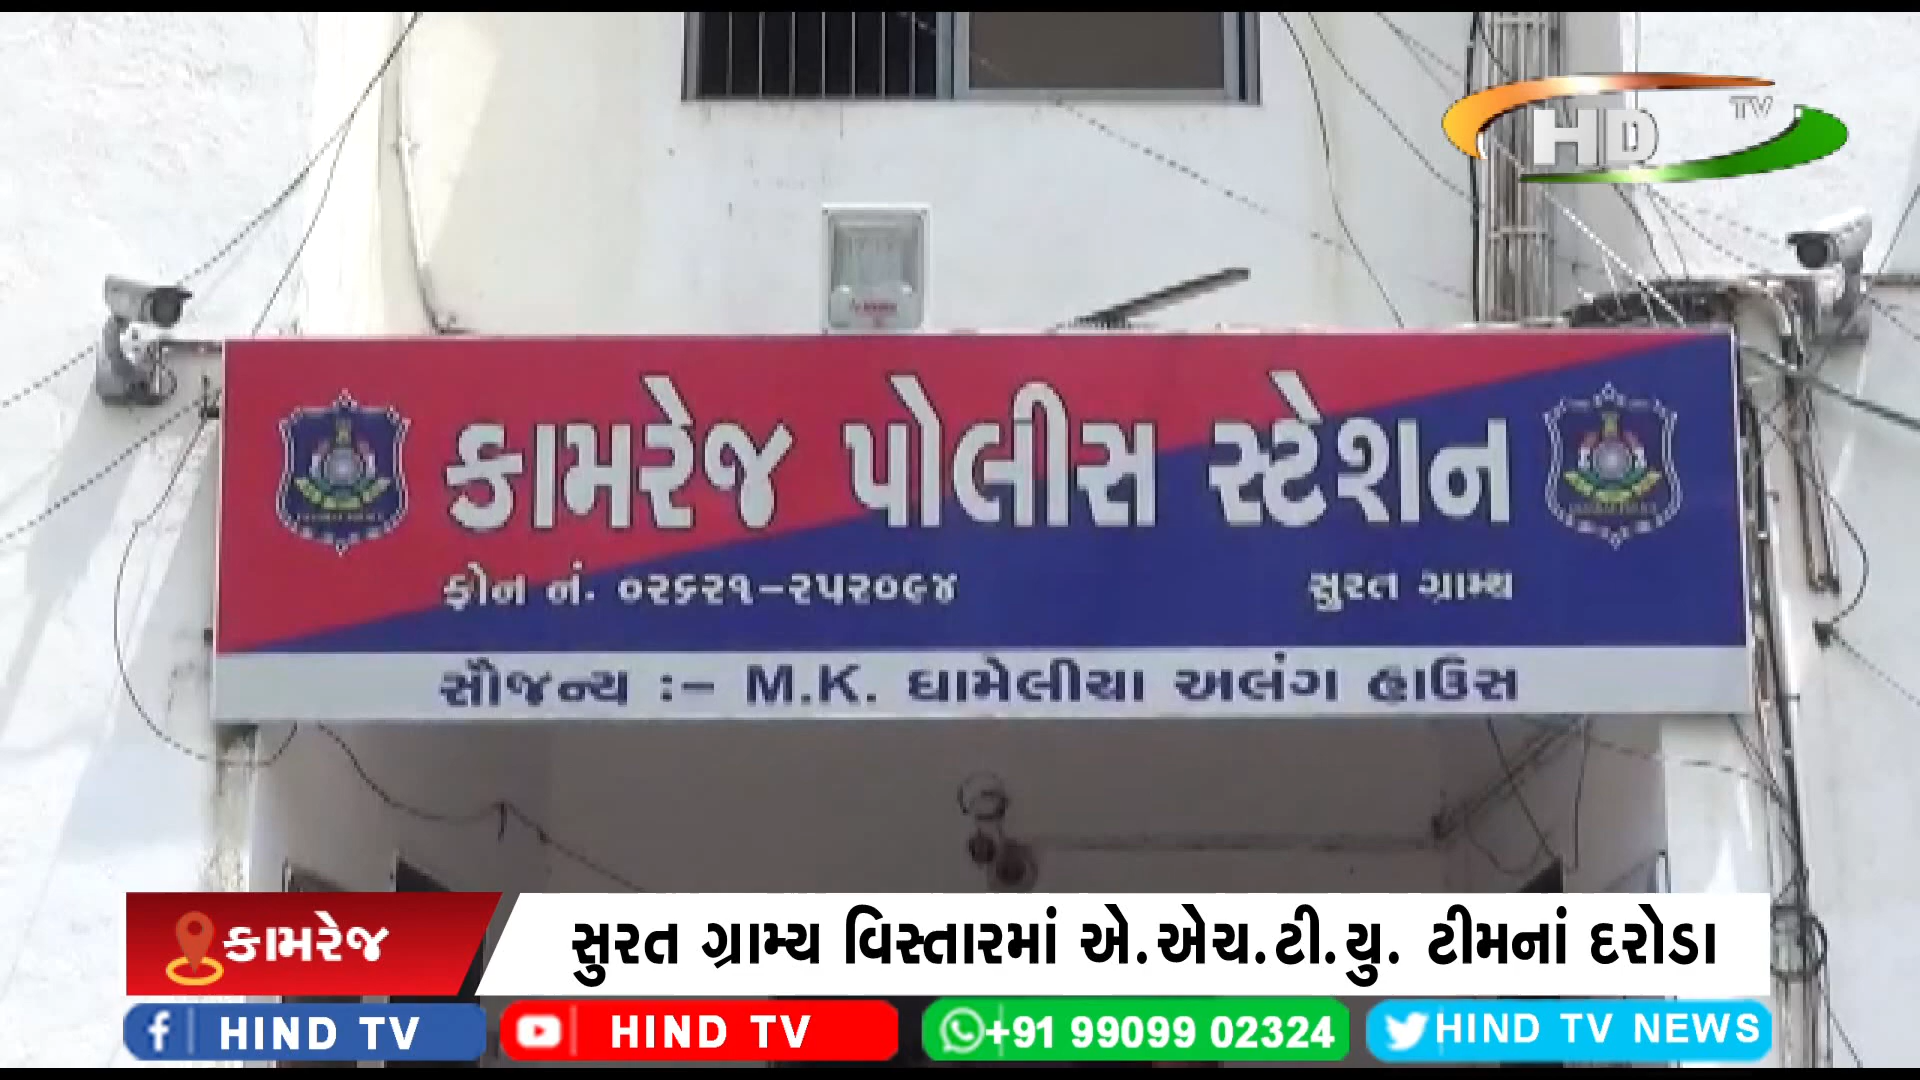 HD TV
કામરેજ પોલીસ સ્ટેશન
ફોન નં. ૦૨૬૨૧-૨૫૨૦૯૪
સુરત ગ્રામ્ય
સૌજન્ય :- M.K. ધામેલીયા અલંગ હાઉસ
કામરેજ
સુરત ગ્રામ્ય વિસ્તારમાં એ.એચ.ટી.યુ. ટીમનાં દરોડા
HIND TV
HIND TV
+91 99099 02324
HIND TV NEWS